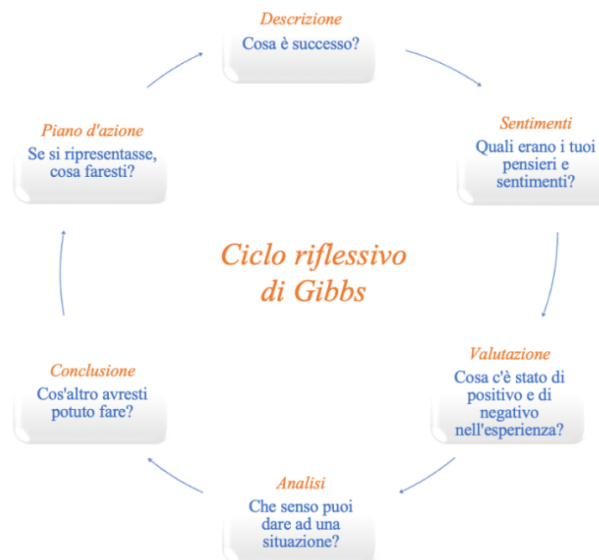 Descrizione
Cosa è successo?
Sentimenti
Quali erano i tuoi
pensieri e
sentimenti?
Valutazione
Cosa c'è stato di
positivo e di
negativo
nell'esperienza?
Analisi
Che senso puoi
dare ad una
situazione?
Conclusione
Cos'altro avresti
potuto fare?
Piano d'azione
Se si ripresentasse,
cosa faresti?
Ciclo riflessivo
di Gibbs